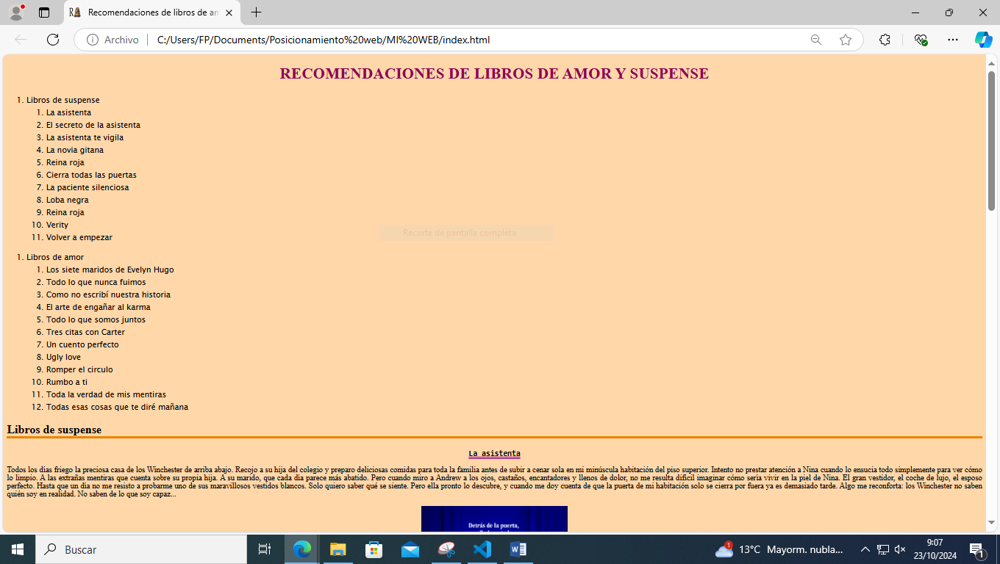 Recomendaciones de libros de am
Archivo
C:/Users/FP/Documents/Posicionamiento%20web/MI%20WEB/index.html
RECOMENDACIONES DE LIBROS DE AMOR Y SUSPENSE
1. Libros de suspense
1. La asistenta
2. El secreto de la asistenta
3. La asistenta te vigila
4. La novia gitana
5. Reina roja
6. Cierra todas las puertas
7. La paciente silenciosa
8. Loba negra
9. Reina roja
10. Verity
11. Volver a empezar
Recorte de pantalla completa
1. Libros de amor
1. Los siete maridos de Evelyn Hugo
2. Todo lo que nunca fuimos
3. Como no escribí nuestra historia
4. El arte de engañar al karma
5. Todo lo que somos juntos
6. Tres citas con Carter
7. Un cuento perfecto
8. Ugly love
9. Romper el circulo
10. Rumbo a ti
11. Toda la verdad de mis mentiras
12. Todas esas cosas que te diré mañana
Libros de suspense
La asistenta
Todos los días friego la preciosa casa de los Winchester de arriba abajo. Recojo a su hija del colegio y preparo deliciosas comidas para toda la familia antes de subir a cenar sola en mi minúscula habitación del piso superior. Intento no prestar atención a Nina cuando lo ensucia todo simplemente para ver cómo
lo limpio. A las extrañas mentiras que cuenta sobre su propia hija. A su marido, que cada día parece más abatido. Pero cuando miro a Andrew a los ojos, castaños, encantadores y llenos de dolor, no me resulta difícil imaginar cómo sería vivir en la piel de Nina. El gran vestidor, el coche de lujo, el esposo
perfecto. Hasta que un día no me resisto a probarme uno de sus maravillosos vestidos blancos. Solo quiero saber qué se siente. Pero ella pronto lo descubre, y cuando me doy cuenta de que la puerta de mi habitación solo se cierra por fuera ya es demasiado tarde. Algo me reconforta: los Winchester no saben
quién soy en realidad. No saben de lo que soy capaz...
Detrás de la puerta,
Buscar
1
13°C Mayorm. nubla...
9:07
23/10/2024
1